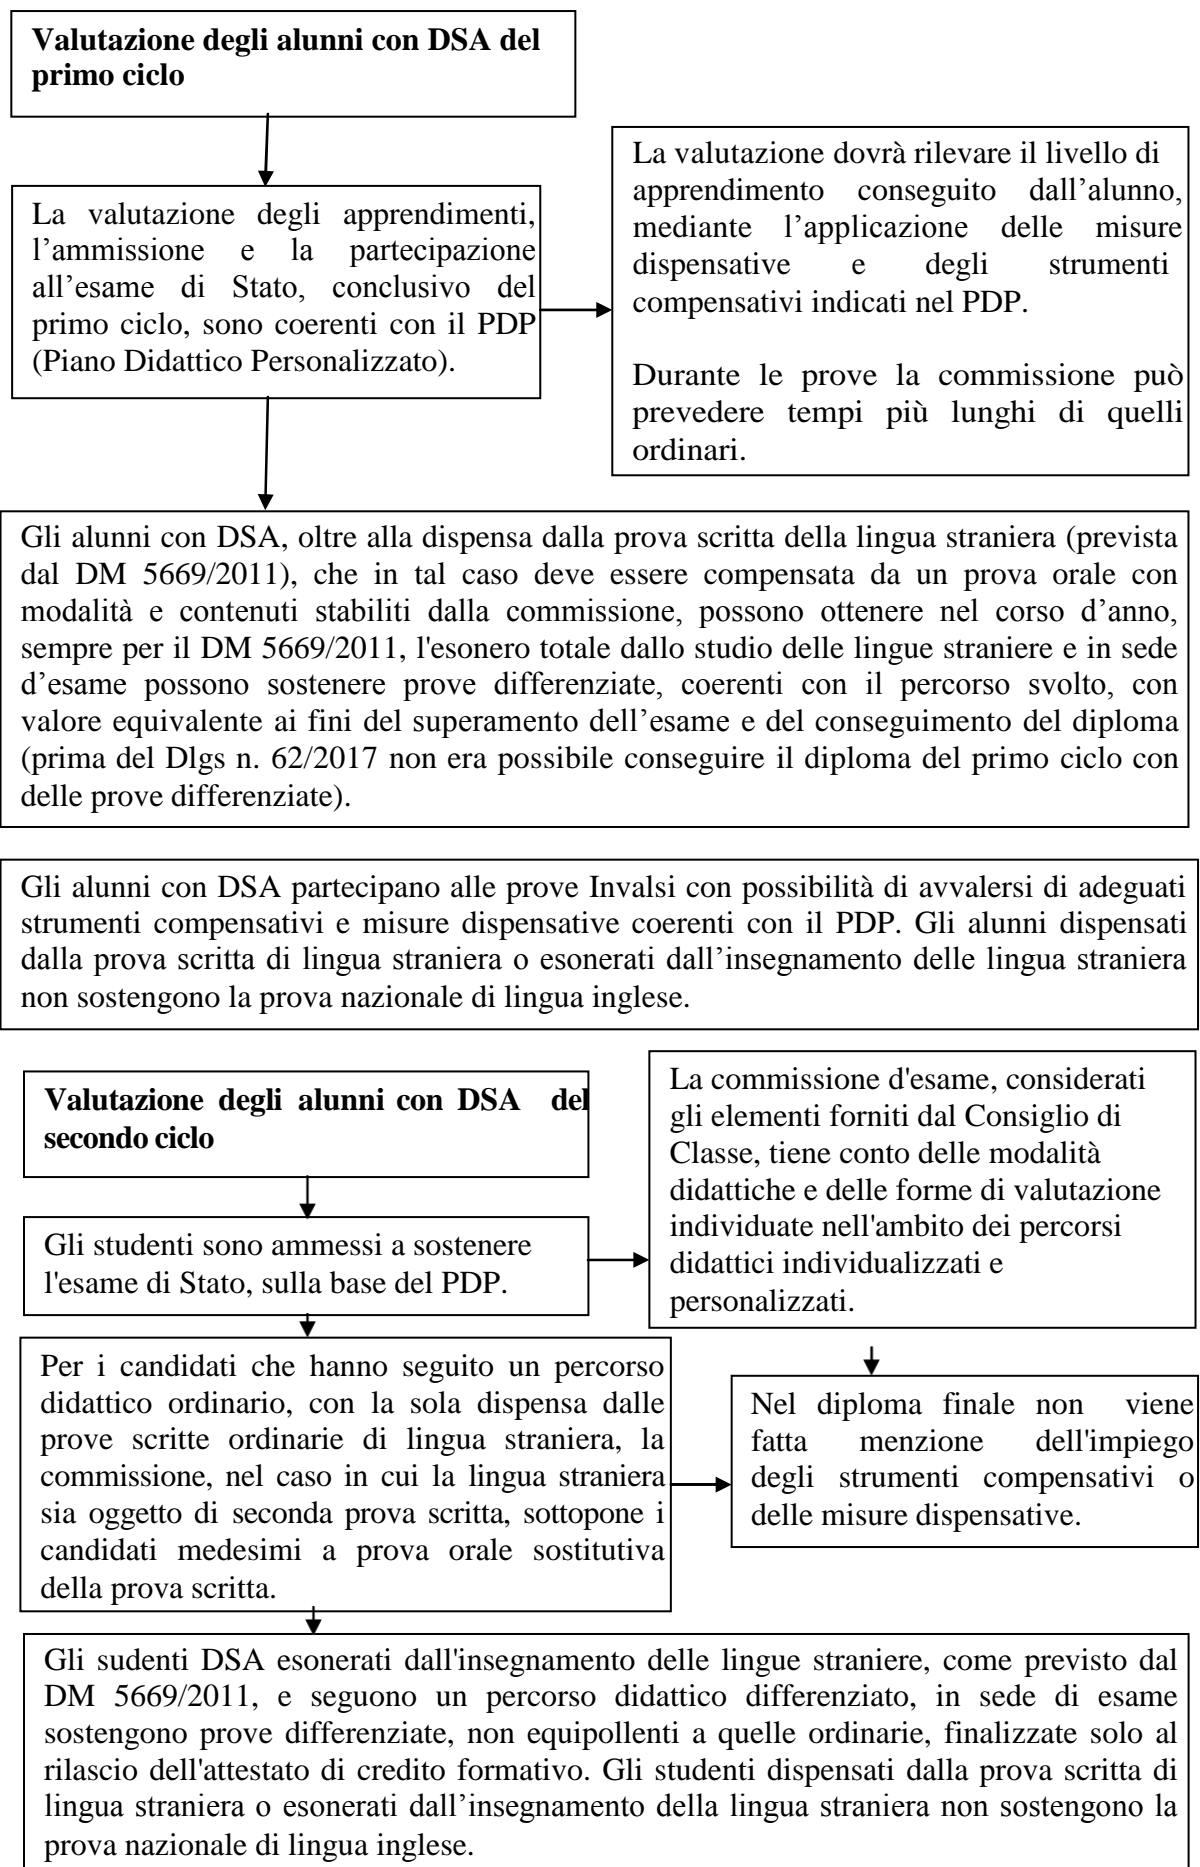 Valutazione degli alunni con DSA del
primo ciclo
La valutazione degli apprendimenti,
l’ammissione e la partecipazione
all’esame di Stato, conclusivo del
primo ciclo, sono coerenti con il PDP
(Piano Didattico Personalizzato).
La valutazione dovrà rilevare il livello di
apprendimento conseguito dall’alunno,
mediante l’applicazione delle misure
dispensative e degli strumenti
compensativi indicati nel PDP.
Durante le prove la commissione può
prevedere tempi più lunghi di quelli
ordinari.
Gli alunni con DSA, oltre alla dispensa dalla prova scritta della lingua straniera (prevista
dal DM 5669/2011), che in tal caso deve essere compensata da un prova orale con
modalità e contenuti stabiliti dalla commissione, possono ottenere nel corso d’anno,
sempre per il DM 5669/2011, l'esonero totale dallo studio delle lingue straniere e in sede
d’esame possono sostenere prove differenziate, coerenti con il percorso svolto, con
valore equivalente ai fini del superamento dell’esame e del conseguimento del diploma
(prima del Dlgs n. 62/2017 non era possibile conseguire il diploma del primo ciclo con
delle prove differenziate).
Gli alunni con DSA partecipano alle prove Invalsi con possibilità di avvalersi di adeguati
strumenti compensativi e misure dispensative coerenti con il PDP. Gli alunni dispensati
dalla prova scritta di lingua straniera o esonerati dall’insegnamento delle lingua straniera
non sostengono la prova nazionale di lingua inglese.
Valutazione degli alunni con DSA del
secondo ciclo
Gli studenti sono ammessi a sostenere
l'esame di Stato, sulla base del PDP.
La commissione d'esame, considerati
gli elementi forniti dal Consiglio di
Classe, tiene conto delle modalità
didattiche e delle forme di valutazione
individuate nell'ambito dei percorsi
didattici individualizzati e
personalizzati.
Per i candidati che hanno seguito un percorso
didattico ordinario, con la sola dispensa dalle
prove scritte ordinarie di lingua straniera, la
commissione, nel caso in cui la lingua straniera
sia oggetto di seconda prova scritta, sottopone i
candidati medesimi a prova orale sostitutiva
della prova scritta.
Nel diploma finale non viene
fatta menzione dell'impiego
degli strumenti compensativi o
delle misure dispensative.
Gli sudenti DSA esonerati dall'insegnamento delle lingue straniere, come previsto dal
DM 5669/2011, e seguono un percorso didattico differenziato, in sede di esame
sostengono prove differenziate, non equipollenti a quelle ordinarie, finalizzate solo al
rilascio dell'attestato di credito formativo. Gli studenti dispensati dalla prova scritta di
lingua straniera o esonerati dall’insegnamento della lingua straniera non sostengono la
prova nazionale di lingua inglese.